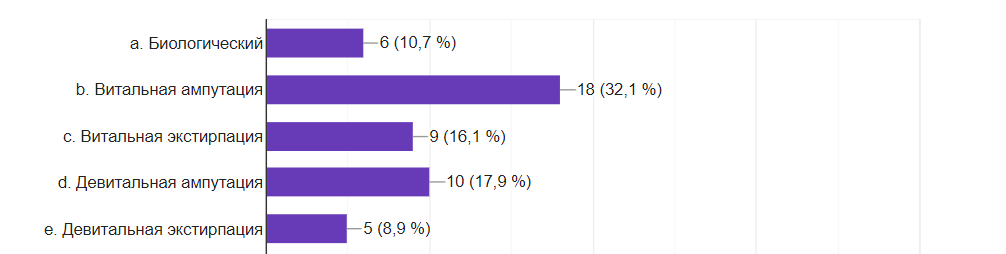 a. Биологический 6 (10,7 %)
b. Витальная ампутация 18 (32,1 %)
c. Витальная экстирпация 9 (16,1 %)
d. Девитальная ампутация 10 (17,9 %)
e. Девитальная экстирпация 5 (8,9 %)